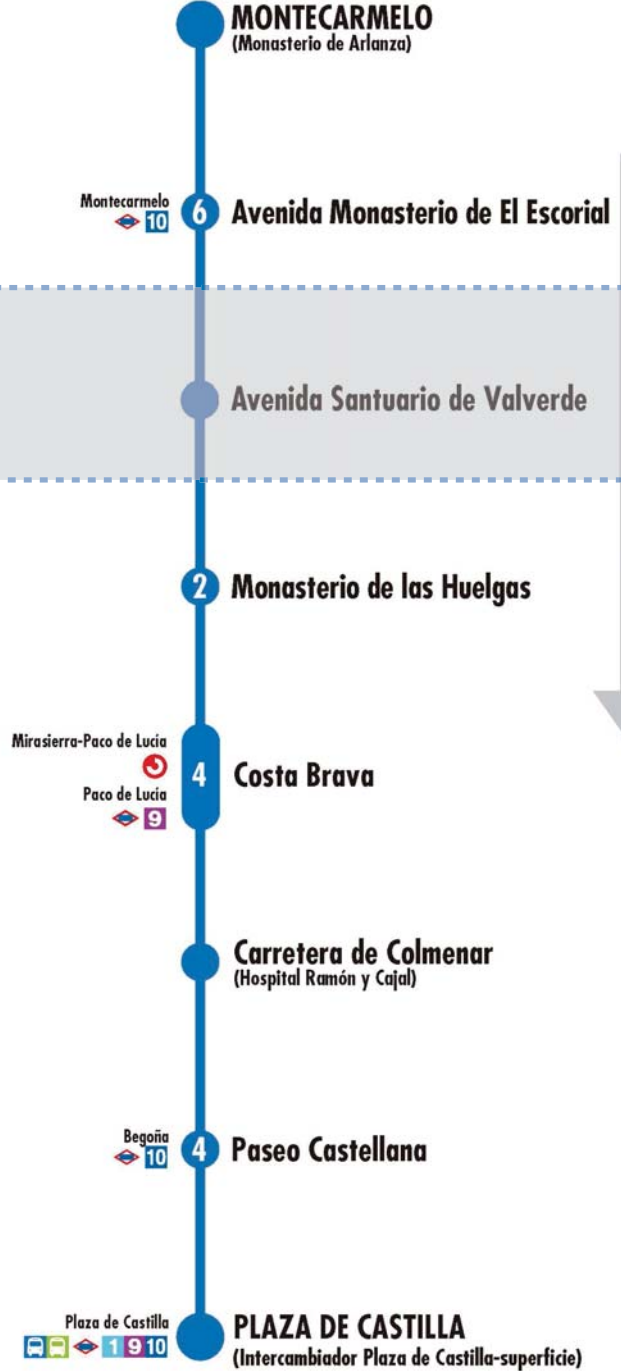 MONTECARMELO
(Monasterio de Arlanza)
Montecarmelo
10
6
Avenida Monasterio de El Escorial
Avenida Santuario de Valverde
2
Monasterio de las Huelgas
Mirasierra-Paco de Lucía
Paco de Lucía
9
4
Costa Brava
Carretera de Colmenar
(Hospital Ramón y Cajal)
Begoña
10
4
Paseo Castellana
Plaza de Castilla
1 9 10
PLAZA DE CASTILLA
(Intercambiador Plaza de Castilla-superficie)